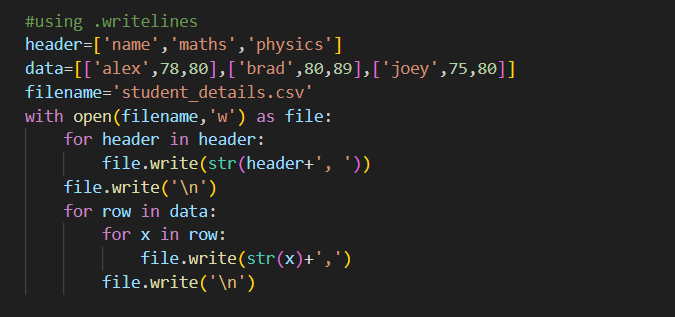 #using .writelines
header=['name','maths','physics']
data=[['alex',78,80],['brad',80,89],['joey',75,80]]
filename='student_details.csv'
with open(filename,'w') as file:
    for header in header:
        file.write(str(header+', '))
    file.write('\n')
    for row in data:
        for x in row:
            file.write(str(x)+',')
        file.write('\n')